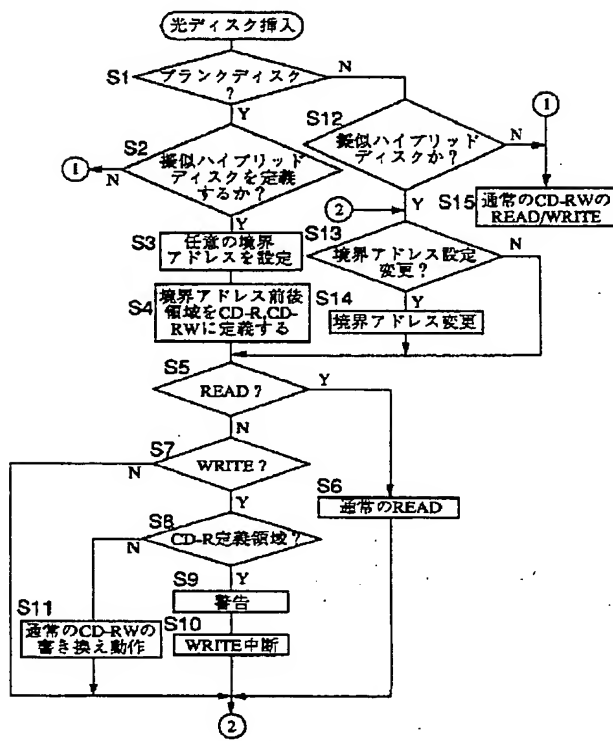 光ディスク挿入
S1
ブランクディスク
?
N
Y
S2
擬似ハイブリッド
ディスクを定義
するか?
①
N
Y
S3
任意の境界
アドレスを設定
S4
境界アドレス前後
領域をCD-R,CD-
RWに定義する
S12
擬似ハイブリッド
ディスクか?
N
①
Y
S15
通常のCD-RWの
READ/WRITE
②
S13
境界アドレス設定
変更?
N
Y
S14
境界アドレス変更
S5
READ?
Y
N
S6
通常のREAD
S7
WRITE?
N
Y
S8
CD-R定義領域?
N
Y
S9
警告
S10
WRITE中断
S11
通常のCD-RWの
書き換え動作
②